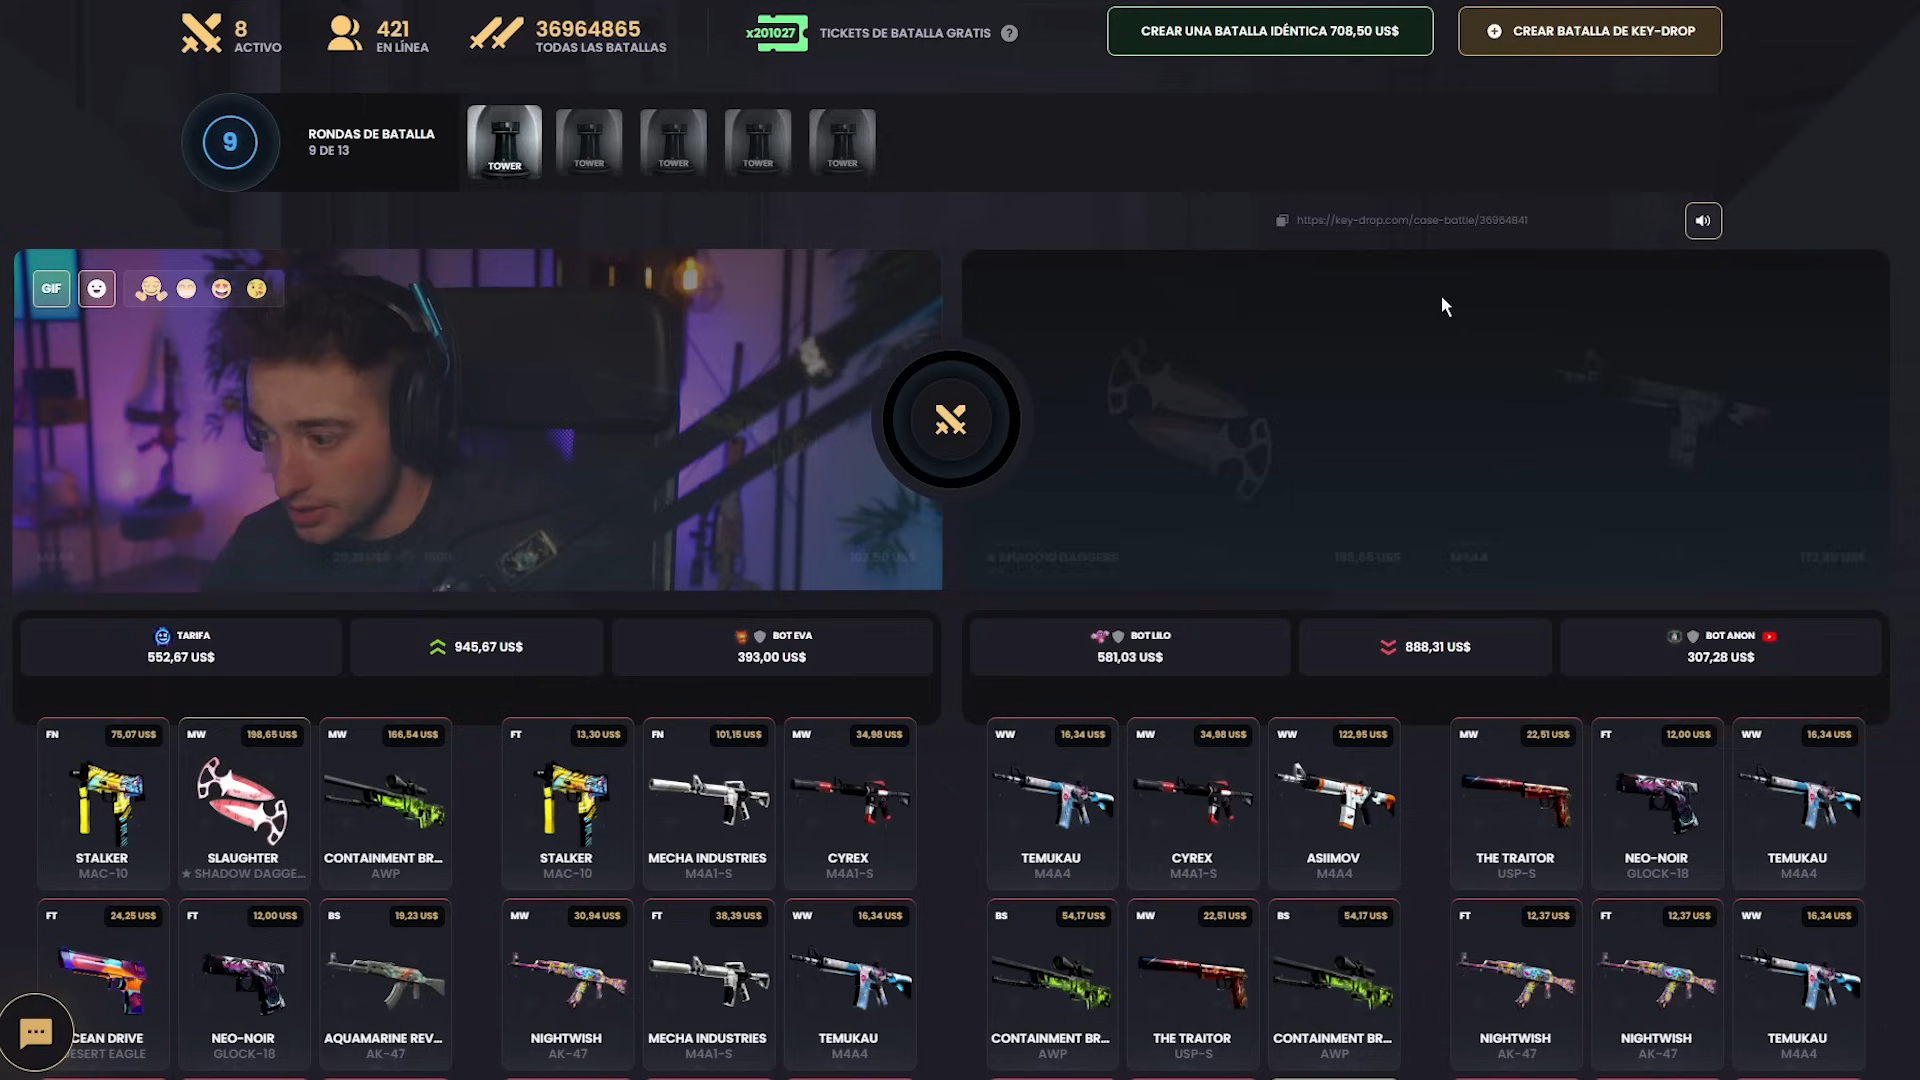 8
ACTIVO
421
EN LÍNEA
36964865
TODAS LAS BATALLAS
x201027
TICKETS DE BATALLA GRATIS
?
CREAR UNA BATALLA IDÉNTICA 708,50 US$
CREAR BATALLA DE KEY-DROP
9
RONDAS DE BATALLA
9 DE 13
TOWER
TOWER
TOWER
TOWER
TOWER
https://key-drop.com/case-battle/36964841
GIF
★ SHADOW DAGGERS
M4A4
TARIFA
552,67 US$
945,67 US$
BOT EVA
393,00 US$
BOT LILO
581,03 US$
888,31 US$
BOT ANON
307,28 US$
FN 75,07 US$
MW 198,65 US$
MW 166,54 US$
FT 13,30 US$
FN 101,15 US$
MW 34,98 US$
WW 16,34 US$
MW 34,98 US$
WW 122,95 US$
MW 22,51 US$
FT 12,00 US$
WW 16,34 US$
STALKER
MAC-10
SLAUGHTER
★ SHADOW DAGGE...
CONTAINMENT BR...
AWP
STALKER
MAC-10
MECHA INDUSTRIES
M4A1-S
CYREX
M4A1-S
TEMUKAU
M4A4
CYREX
M4A1-S
ASIIMOV
M4A4
THE TRAITOR
USP-S
NEO-NOIR
GLOCK-18
TEMUKAU
M4A4
FT 24,25 US$
FT 12,00 US$
BS 19,23 US$
MW 30,94 US$
FT 38,39 US$
WW 16,34 US$
BS 54,17 US$
MW 22,51 US$
BS 54,17 US$
FT 12,37 US$
FT 12,37 US$
WW 16,34 US$
CEAN DRIVE
ESERT EAGLE
NEO-NOIR
GLOCK-18
AQUAMARINE REV...
AK-47
NIGHTWISH
AK-47
MECHA INDUSTRIES
M4A1-S
TEMUKAU
M4A4
CONTAINMENT BR...
AWP
THE TRAITOR
USP-S
CONTAINMENT BR...
AWP
NIGHTWISH
AK-47
NIGHTWISH
AK-47
TEMUKAU
M4A4